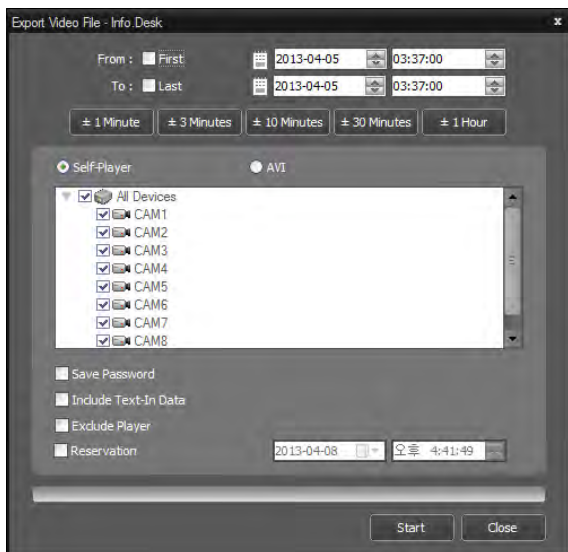 Export Video File - Info.Desk x
From : First 2013-04-05 03:37:00
To : Last 2013-04-05 03:37:00
± 1 Minute ± 3 Minutes ± 10 Minutes ± 30 Minutes ± 1 Hour
Self-Player AVI
All Devices
CAM1
CAM2
CAM3
CAM4
CAM5
CAM6
CAM7
CAM8
Save Password
Include Text-In Data
Exclude Player
Reservation 2013-04-08 오후 4:41:49
Start Close